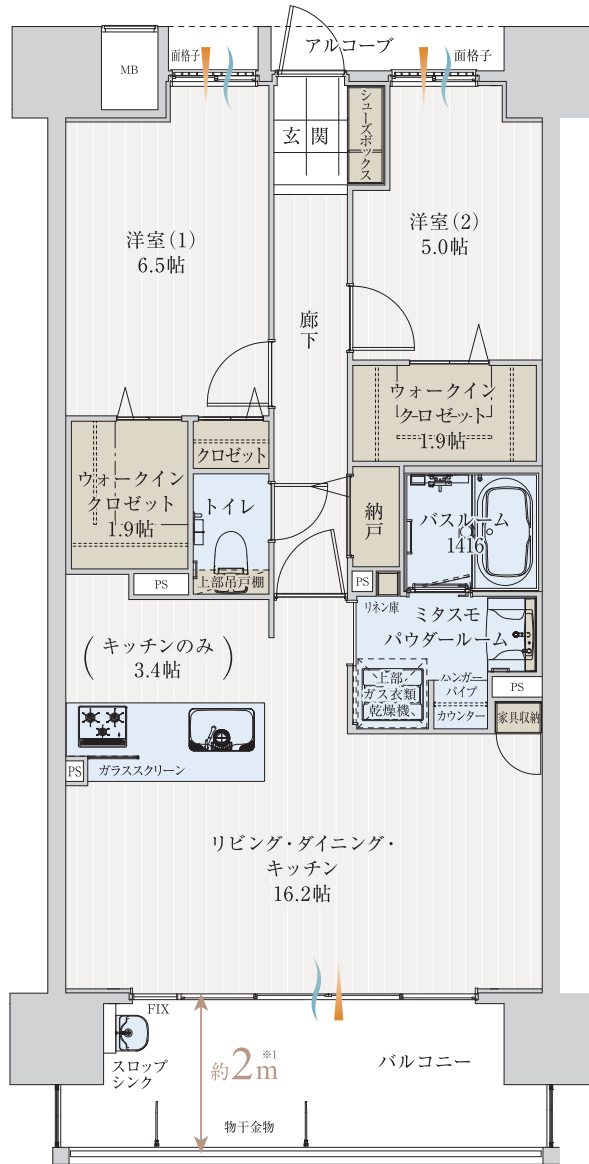 MB
面格子
アルコーブ
面格子
玄関
シューズボックス
洋室(1)
6.5帖
洋室(2)
5.0帖
廊下
ウォークイン
クロゼット
1.9帖
クロゼット
ウォークイン
クロゼット
1.9帖
トイレ
上部吊戸棚
納戸
バスルーム
1416
PS
PS
リネン庫
ミタスモ
パウダールーム
(キッチンのみ)
3.4帖
上部
ガス衣類
乾燥機
ハンガー
パイプ
カウンター
PS
家具収納
PS
ガラススクリーン
リビング・ダイニング・
キッチン
16.2帖
FIX
スロップ
シンク
約2m※1
バルコニー
物干金物